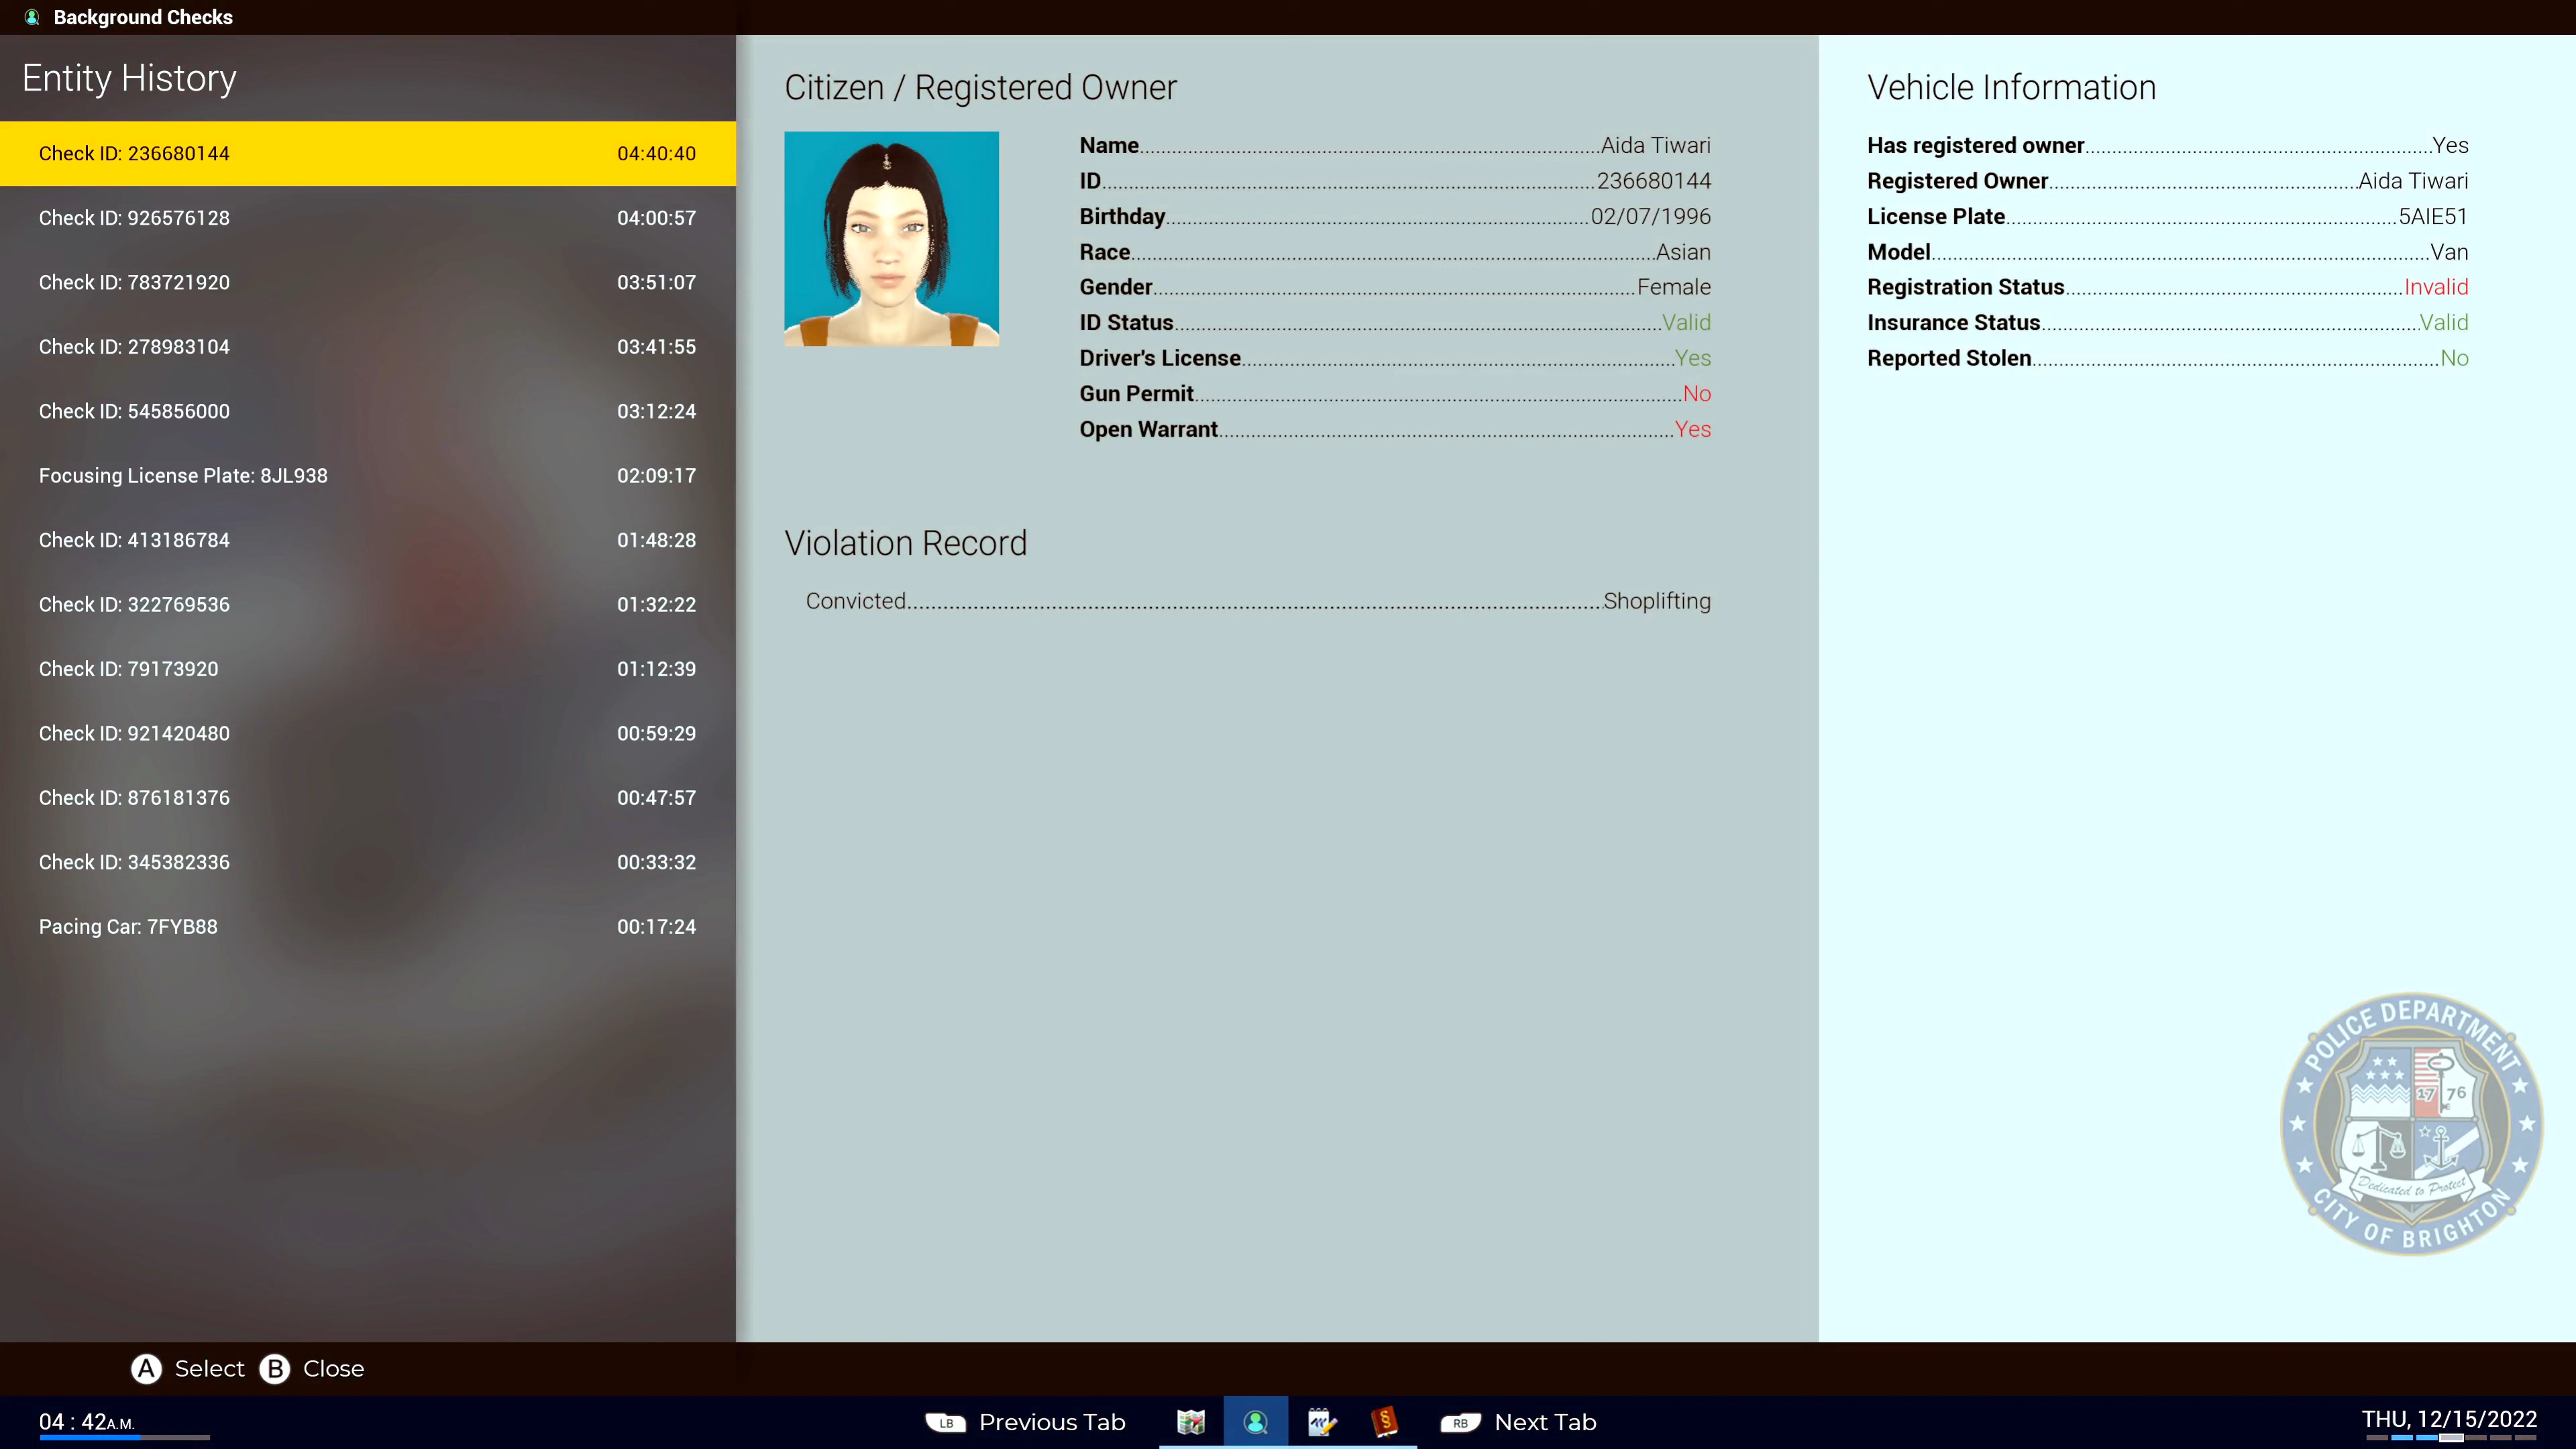 Background Checks
Entity History
Check ID: 236680144 04:40:40
Check ID: 926576128 04:00:57
Check ID: 783721920 03:51:07
Check ID: 278983104 03:41:55
Check ID: 545856000 03:12:24
Focusing License Plate: 8JL938 02:09:17
Check ID: 413186784 01:48:28
Check ID: 322769536 01:32:22
Check ID: 79173920 01:12:39
Check ID: 921420480 00:59:29
Check ID: 876181376 00:47:57
Check ID: 345382336 00:33:32
Pacing Car: 7FYB88 00:17:24
Citizen / Registered Owner
Name Aida Tiwari
ID 236680144
Birthday 02/07/1996
Race Asian
Gender Female
ID Status Valid
Driver's License Yes
Gun Permit No
Open Warrant Yes
Violation Record
Convicted Shoplifting
Vehicle Information
Has registered owner Yes
Registered Owner Aida Tiwari
License Plate 5AIE51
Model Van
Registration Status Invalid
Insurance Status Valid
Reported Stolen No
POLICE DEPARTMENT
17 76
Dedicated to Protect
CITY OF BRIGHTON
A Select B Close
04 : 42 A.M.
LB Previous Tab
§
RB Next Tab
THU, 12/15/2022